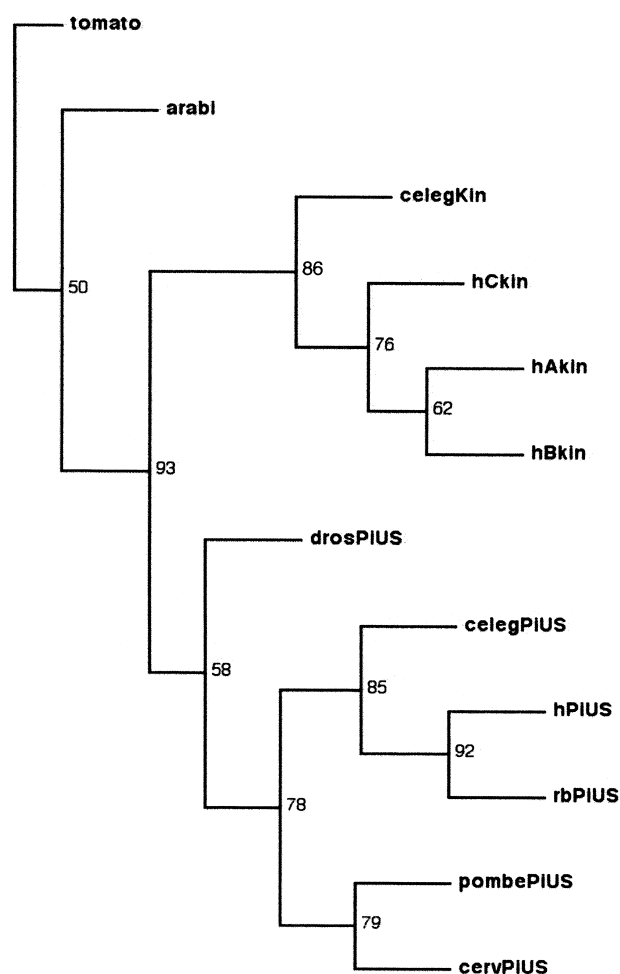 tomato
arabi
celegKin
86
hCkin
50
76
hAkin
62
hBkin
93
drosPiUS
celegPiUS
58
85
hPiUS
92
rbPiUS
78
pombePiUS
79
cervPiUS